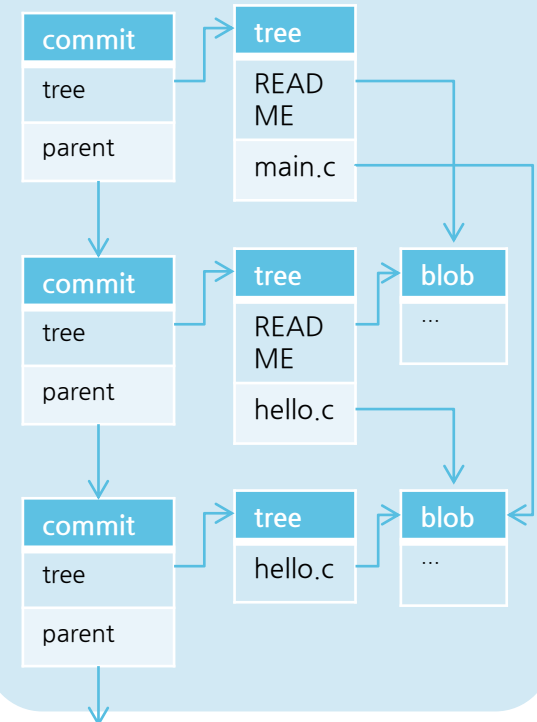 commit
tree
parent
tree
READ
ME
main.c
commit
tree
parent
tree
READ
ME
hello.c
blob
...
commit
tree
parent
tree
hello.c
blob
...